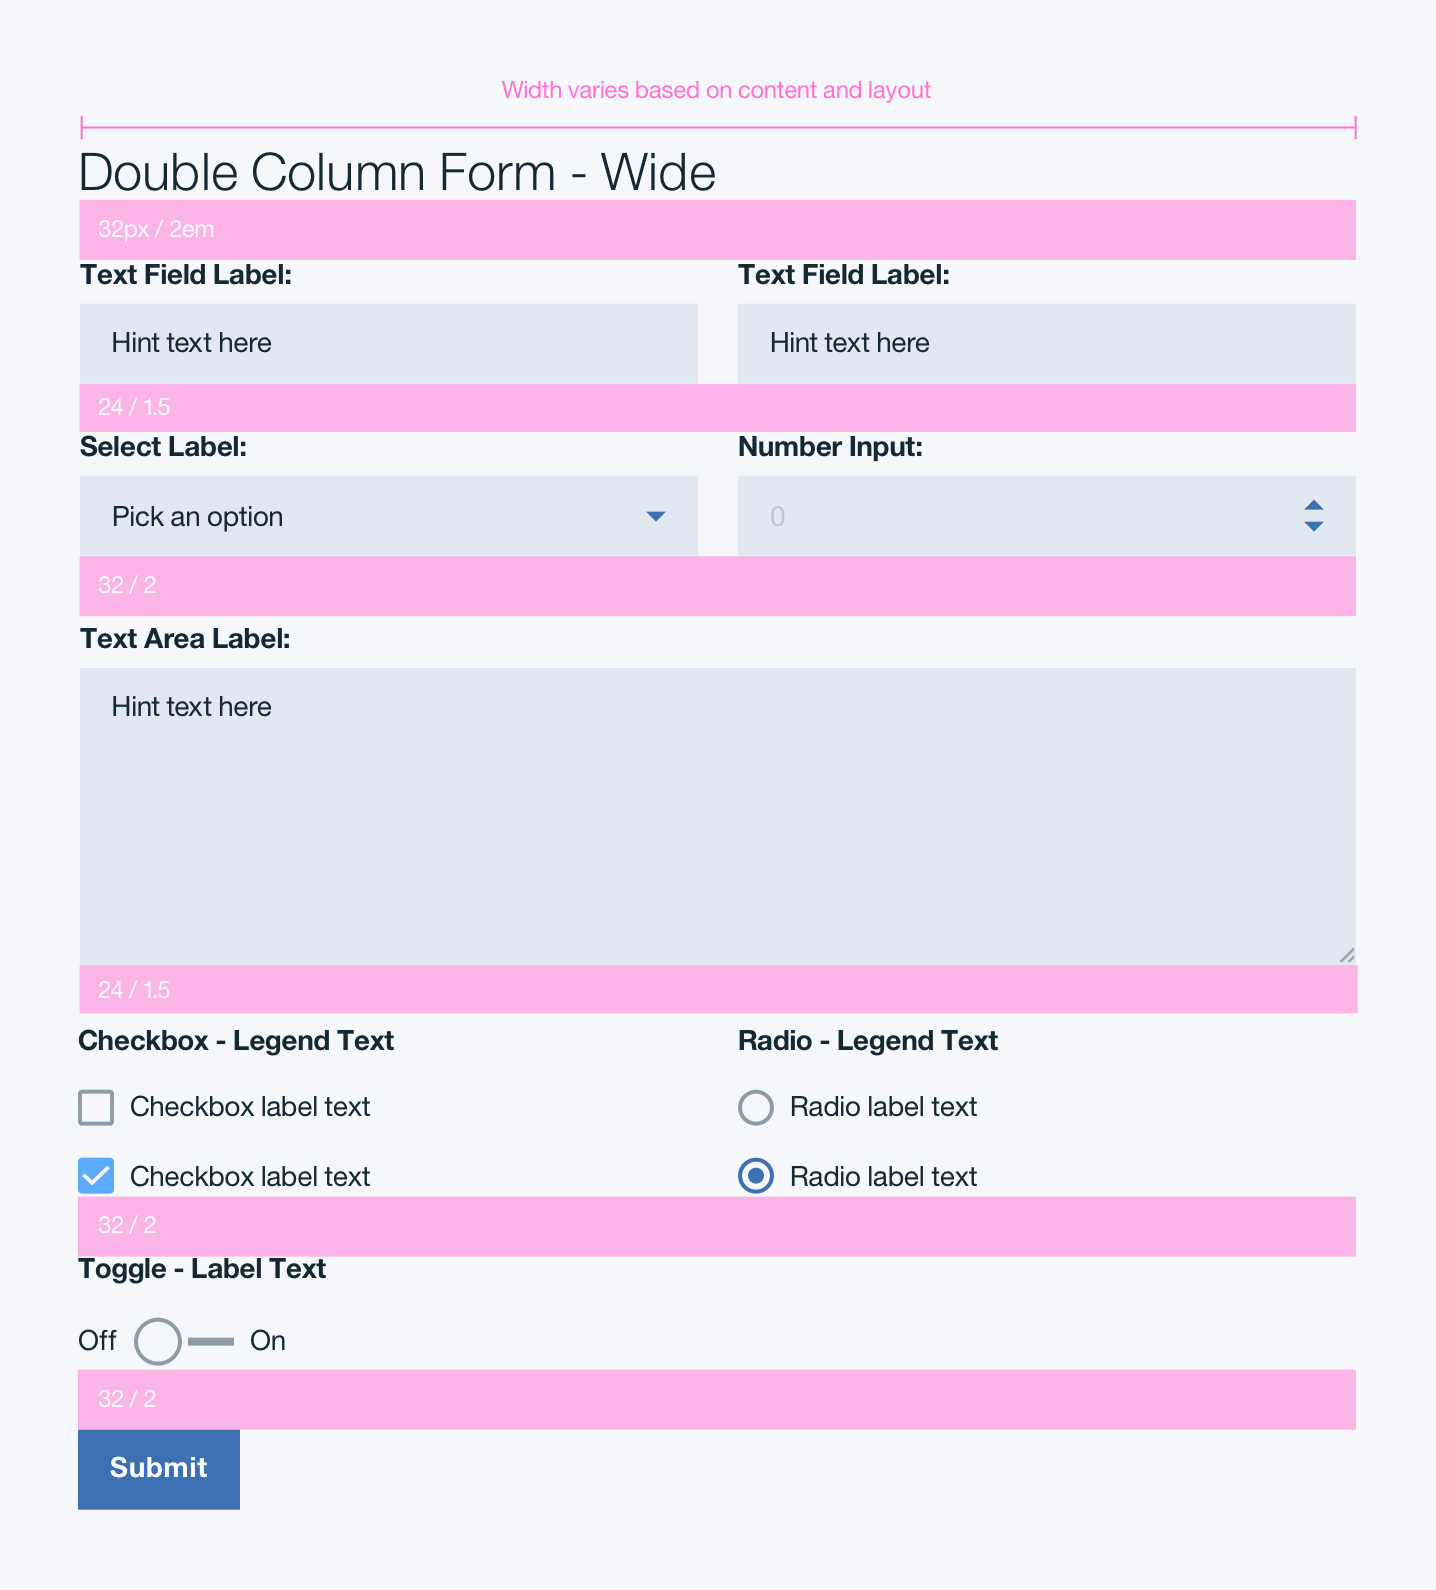 Width varies based on content and layout
Double Column Form - Wide
32px / 2em
Text Field Label:
Text Field Label:
Hint text here
Hint text here
24 / 1.5
Select Label:
Number Input:
Pick an option
0
32 / 2
Text Area Label:
Hint text here
24 / 1.5
Checkbox - Legend Text
Radio - Legend Text
Checkbox label text
Radio label text
Checkbox label text
Radio label text
32 / 2
Toggle - Label Text
Off On
32 / 2
Submit